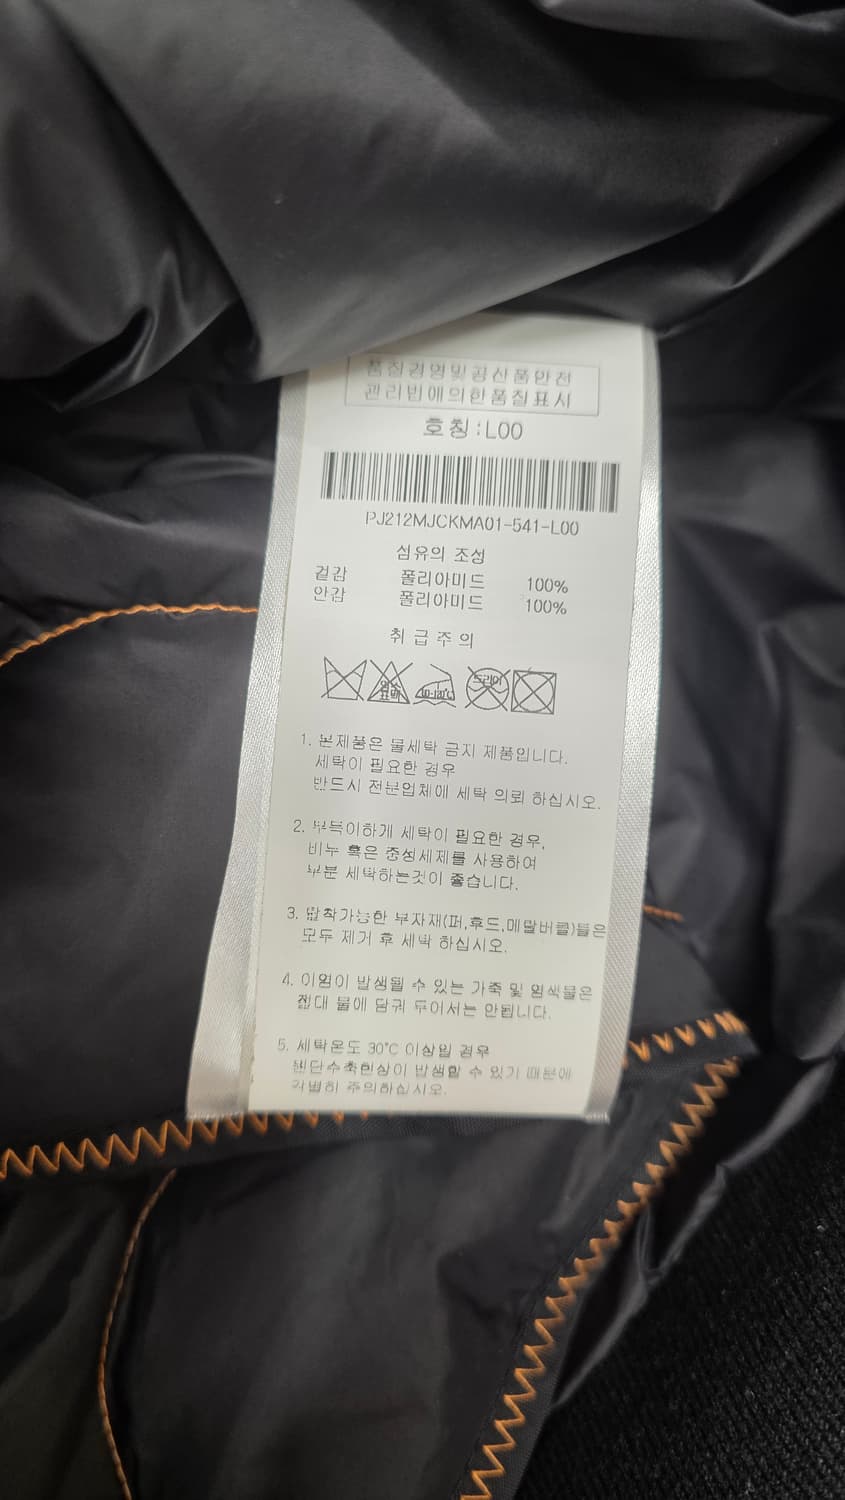 품질경영및공산품안전
관리법에의한품질표시
호칭:L00
PJ212MJCKMA01-541-L00
섬유의 조성
겉감 폴리아미드 100%
안감 폴리아미드 100%
취급주의
염소표백
80-120℃
드라이
1. 본제품은 물세탁 금지 제품입니다.
세탁이 필요한 경우
반드시 전문업체에 세탁 의뢰 하십시오.
2. 부득이하게 세탁이 필요한 경우,
비누 혹은 중성세제를 사용하여
부분 세탁하는것이 좋습니다.
3. 탈착가능한 부자재(퍼,후드,메탈버클)들은
모두 제거 후 세탁 하십시오.
4. 이염이 발생될 수 있는 가죽 및 염색물은
절대 물에 담궈 두어서는 안됩니다.
5. 세탁온도 30℃ 이상일 경우
원단수축현상이 발생할 수 있기 때문에
각별히 주의하십시오.